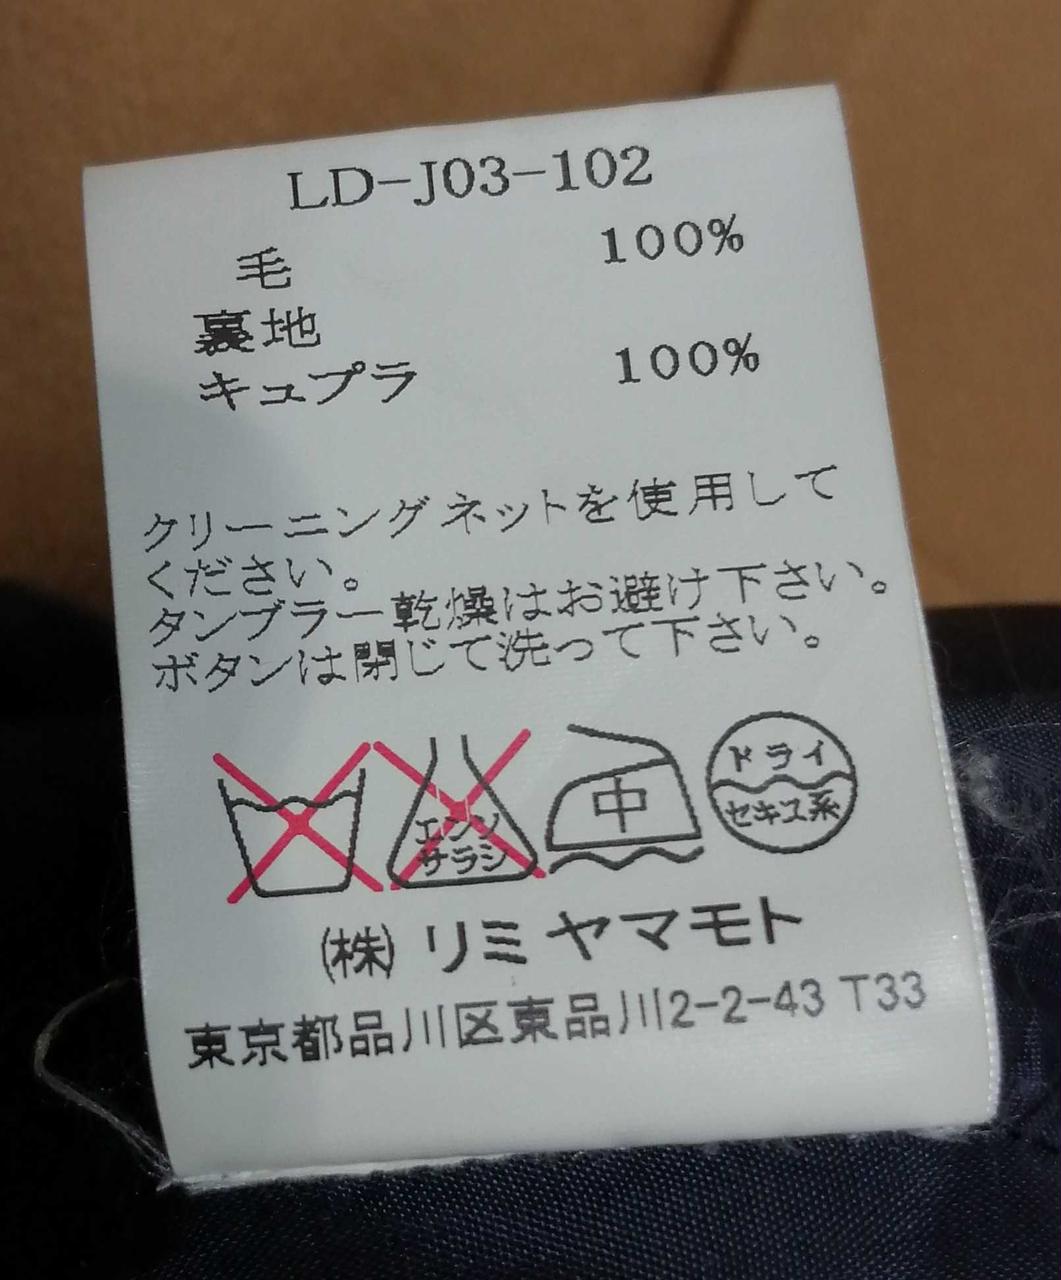 LD-J03-102
毛 100%
裏地
キュプラ 100%
クリーニングネットを使用して
ください。
タンブラー乾燥はお避け下さい。
ボタンは閉じて洗って下さい。
エンソ
サラシ
中
ドライ
セキユ系
(株) リミ ヤマモト
東京都品川区東品川2-2-43 T33